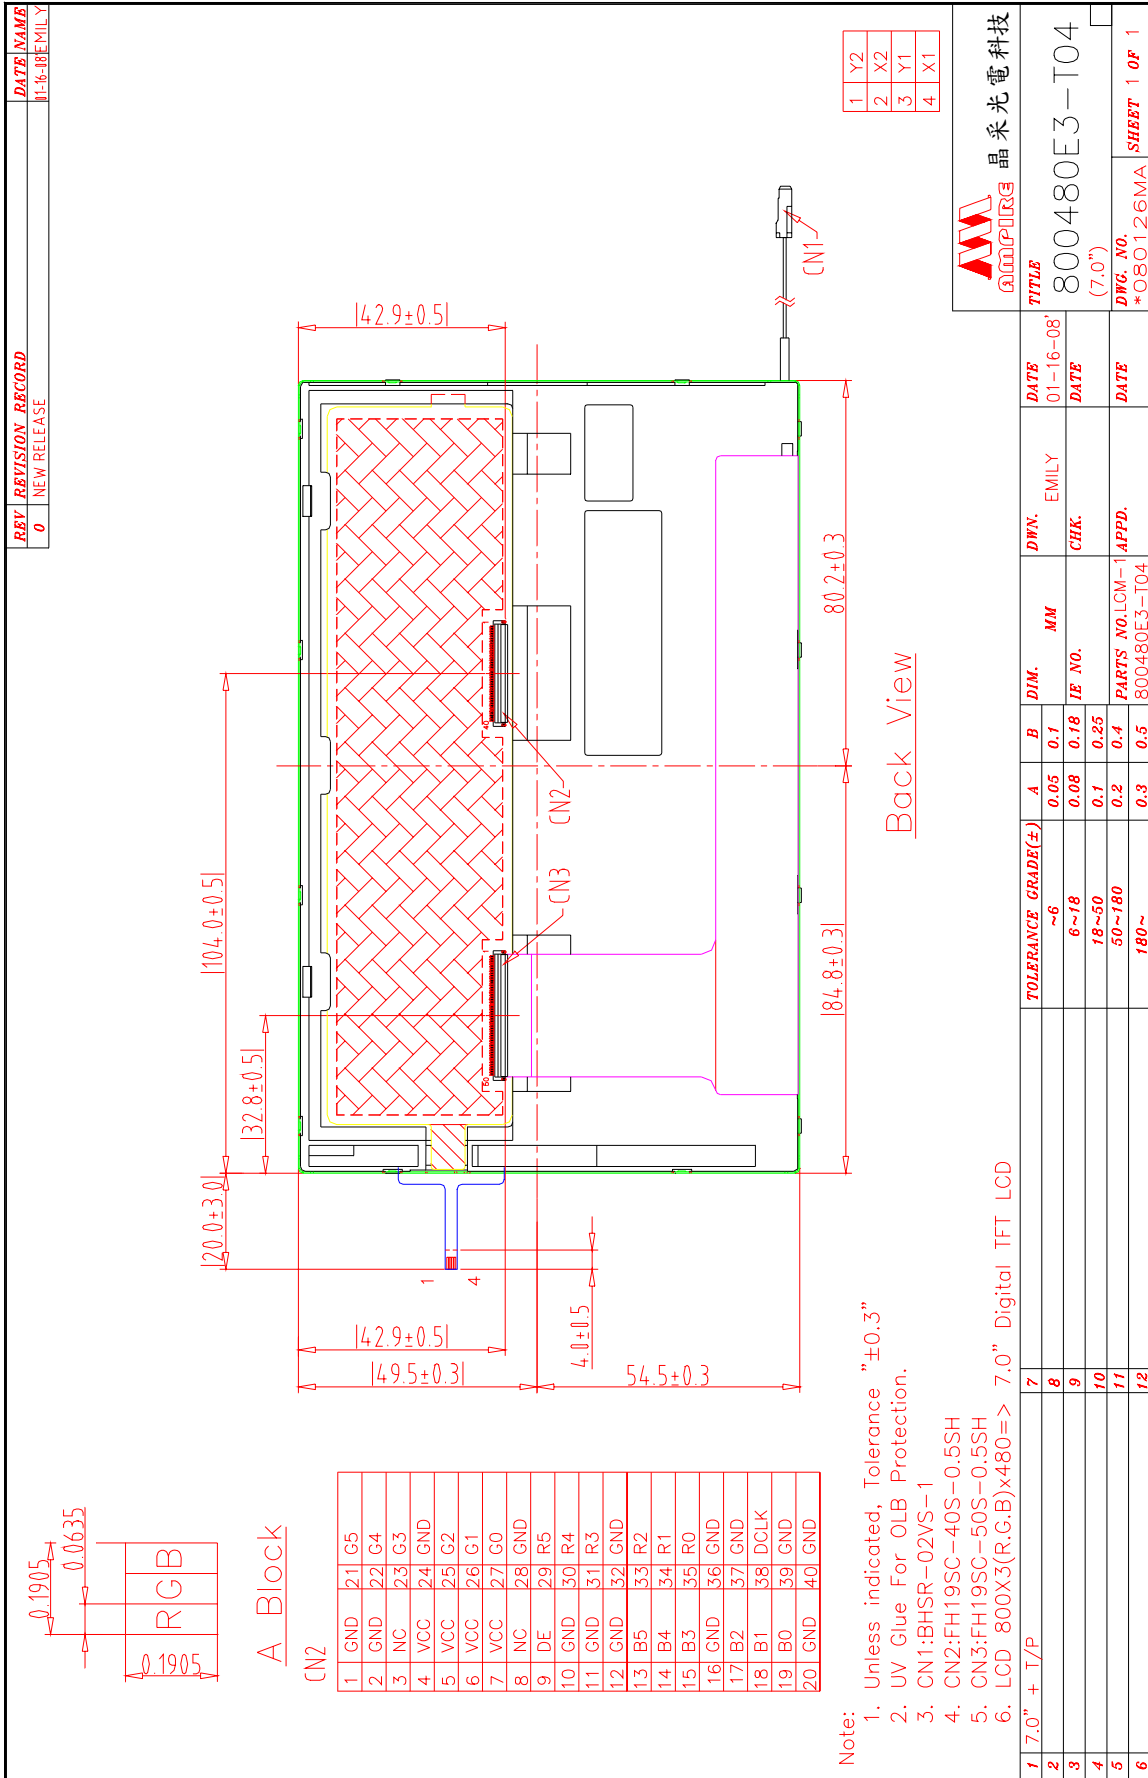 REV REVISION RECORD DATE NAME
0 NEW RELEASE 01-16-08' EMILY
0.1905
0.0635
R G B
0.1905
A Block
CN2
1 GND 21 G5
2 GND 22 G4
3 NC 23 G3
4 VCC 24 GND
5 VCC 25 G2
6 VCC 26 G1
7 VCC 27 G0
8 NC 28 GND
9 DE 29 R5
10 GND 30 R4
11 GND 31 R3
12 GND 32 GND
13 B5 33 R2
14 B4 34 R1
15 B3 35 R0
16 GND 36 GND
17 B2 37 GND
18 B1 38 DCLK
19 B0 39 GND
20 GND 40 GND
|20.0±3.0|
|104.0±0.5|
|32.8±0.5|
|42.9±0.5|
|42.9±0.5|
|49.5±0.3|
54.5±0.3
4.0±0.5
1
4
50
40
CN3
CN2
CN1
|84.8±0.3|
80.2±0.3
Back View
1 Y2
2 X2
3 Y1
4 X1
Note:
1. Unless indicated, Tolerance "±0.3"
2. UV Glue For OLB Protection.
3. CN1:BHSR-02VS-1
4. CN2:FH19SC-40S-0.5SH
5. CN3:FH19SC-50S-0.5SH
6. LCD 800X3(R.G.B)x480=> 7.0" Digital TFT LCD
AMPIRE 晶采光電科技
1 7.0" + T/P 7
2 8
3 9
4 10
5 11
6 12
TOLERANCE GRADE(±) A B
~6 0.05 0.1
6~18 0.08 0.18
18~50 0.1 0.25
50~180 0.2 0.4
180~ 0.3 0.5
DIM. MM
IE NO.
PARTS NO. LCM-1
800480E3-T04
DWN. EMILY
CHK.
APPD.
DATE 01-16-08'
DATE
DATE
TITLE
800480E3-T04
(7.0")
DWG. NO.
*080126MA
SHEET 1 OF 1